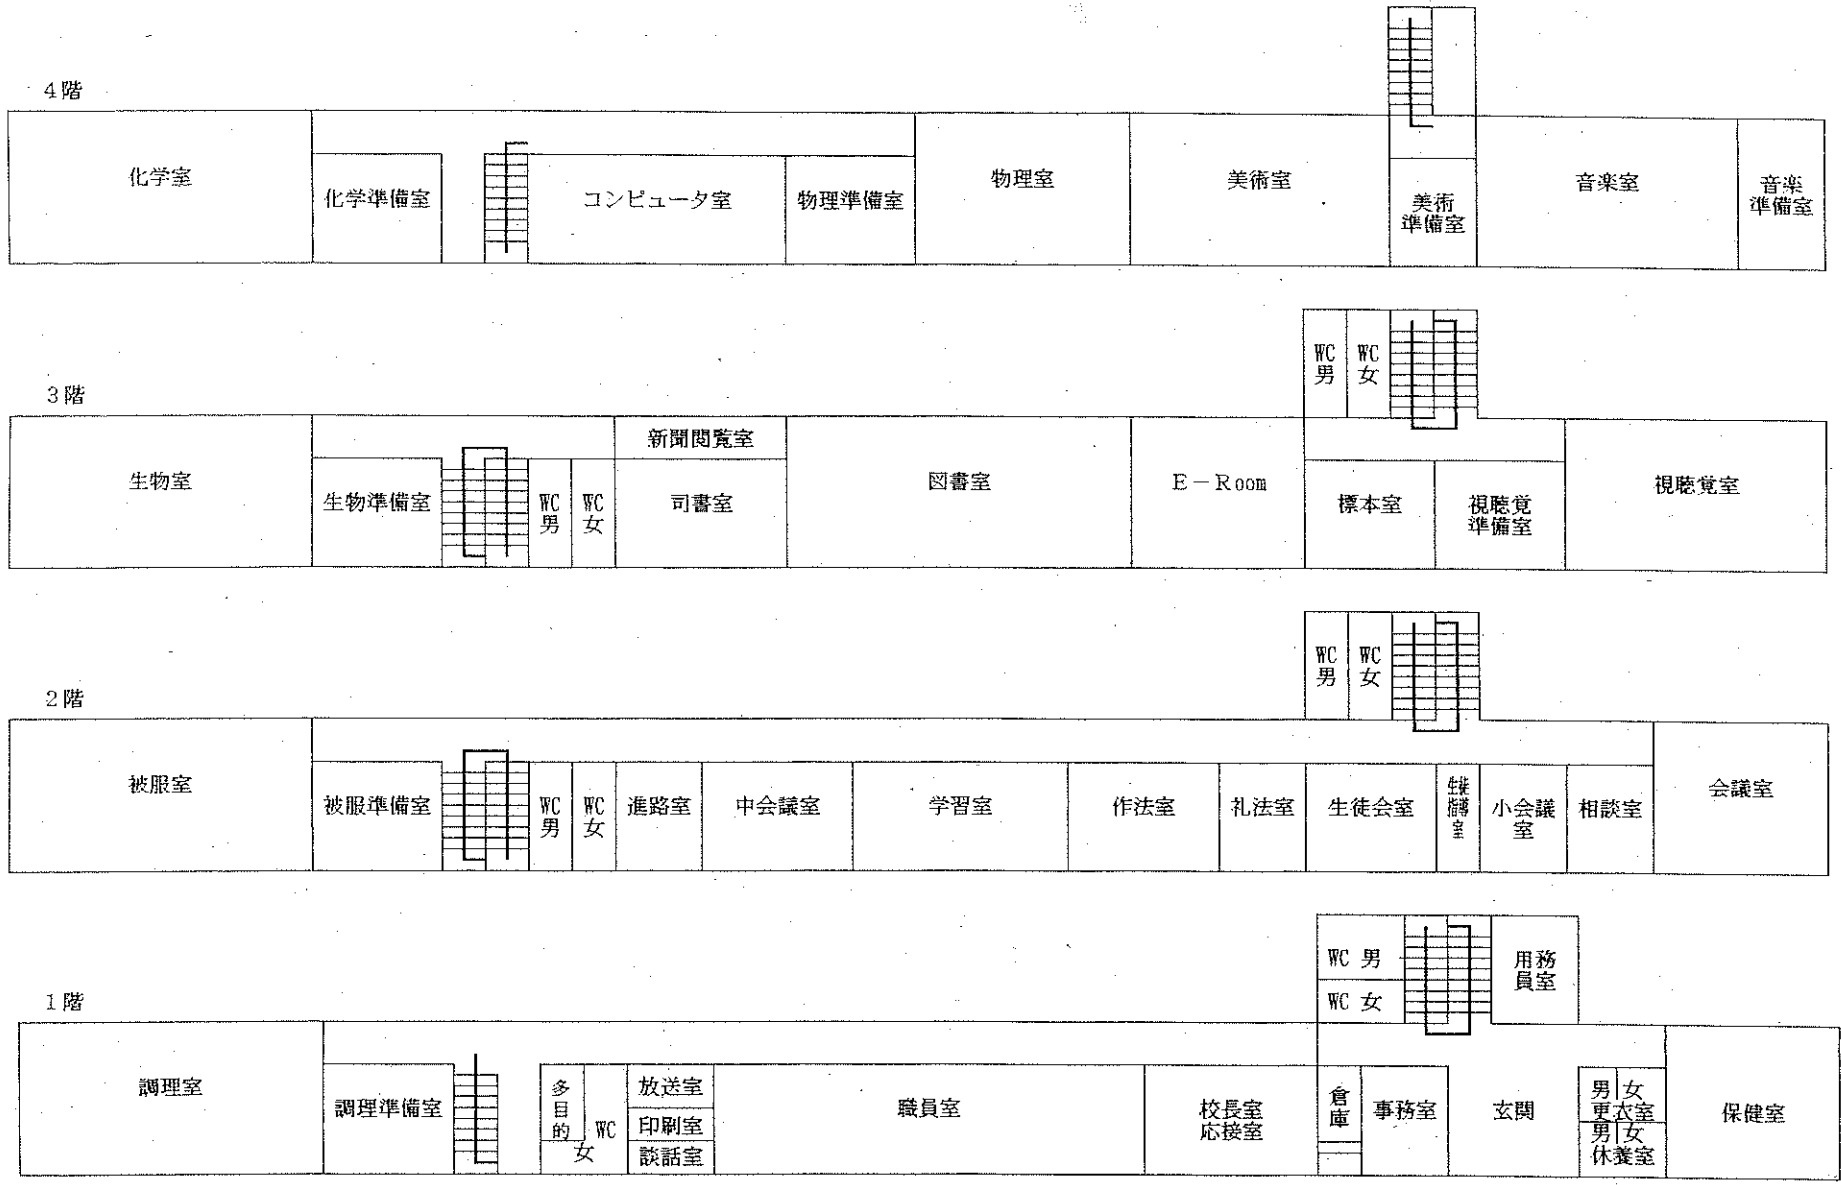 4階
化学室
化学準備室
コンピュータ室
物理準備室
物理室
美術室
美術
準備室
音楽室
音楽
準備室
3階
生物室
生物準備室
WC
男
WC
女
新聞閲覧室
司書室
図書室
E－Room
WC
男
WC
女
標本室
視聴覚
準備室
視聴覚室
2階
被服室
被服準備室
WC
男
WC
女
進路室
中会議室
学習室
作法室
礼法室
WC
男
WC
女
生徒会室
生徒
指導
室
小会議
室
相談室
会議室
1階
調理室
調理準備室
多
目
的
WC
女
放送室
印刷室
談話室
職員室
校長室
応接室
WC 男
WC 女
用務
員室
倉
庫
事務室
玄関
男 女
更衣室
男 女
休養室
保健室